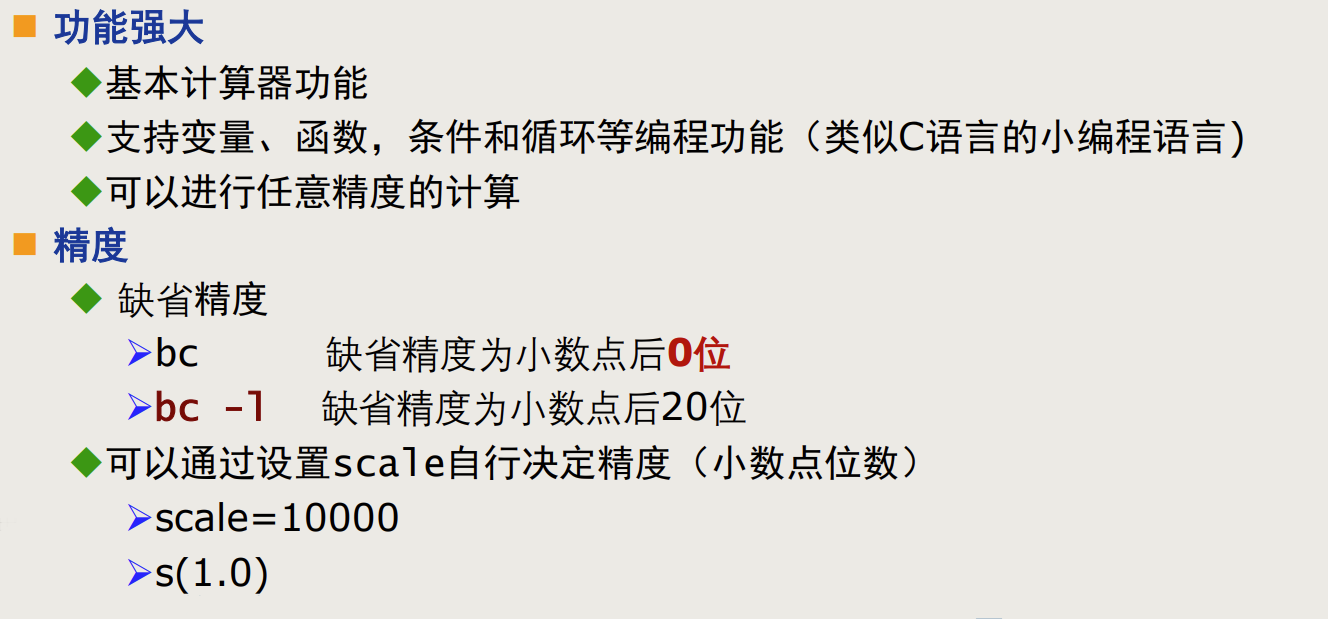 功能强大
基本计算器功能
支持变量、函数，条件和循环等编程功能（类似C语言的小编程语言)
可以进行任意精度的计算
精度
缺省精度
bc 缺省精度为小数点后0位
bc -l 缺省精度为小数点后20位
可以通过设置scale自行决定精度（小数点位数）
scale=10000
s(1.0)